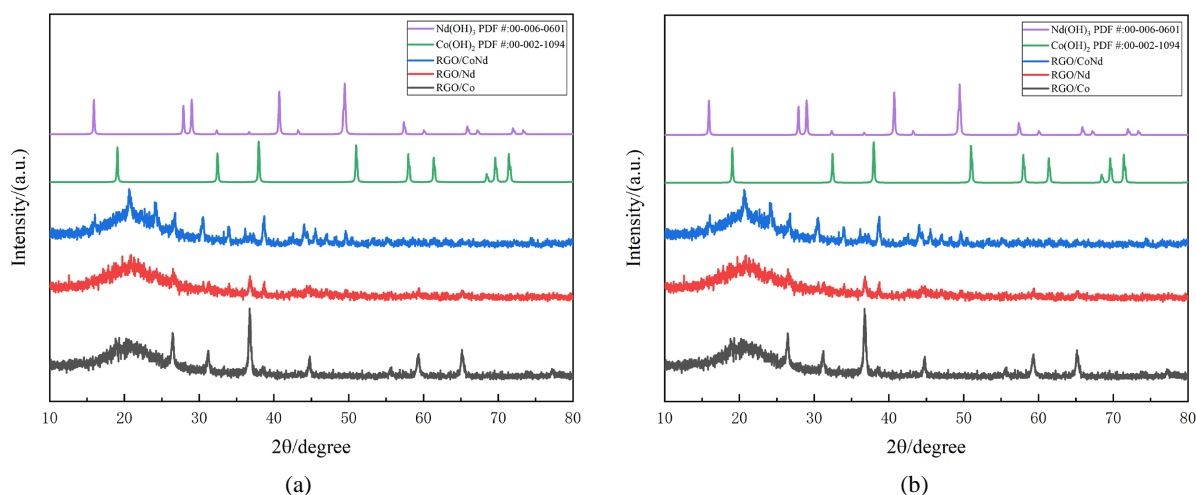 Nd(OH)₃ PDF #:00-006-0601
Co(OH)₂ PDF #:00-002-1094
RGO/CoNd
RGO/Nd
RGO/Co
Intensity/(a.u.)
10 20 30 40 50 60 70 80
2θ/degree
(a)
Nd(OH)₃ PDF #:00-006-0601
Co(OH)₂ PDF #:00-002-1094
RGO/CoNd
RGO/Nd
RGO/Co
Intensity/(a.u.)
10 20 30 40 50 60 70 80
2θ/degree
(b)